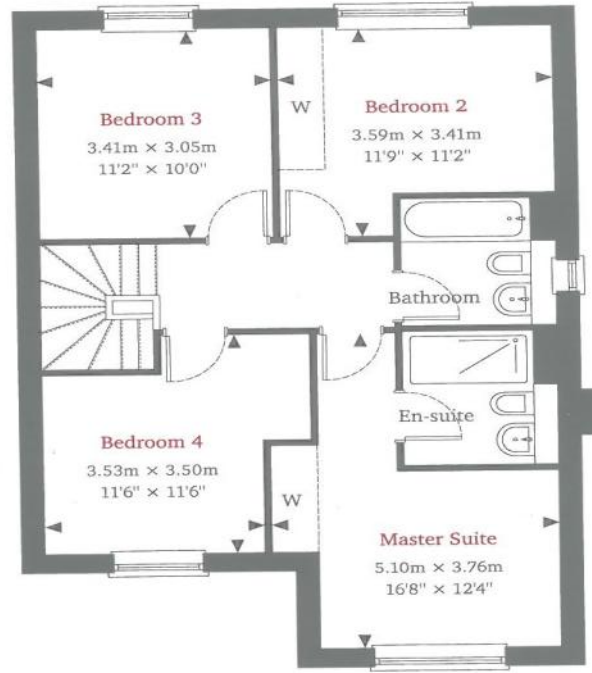 Bedroom 3
3.41m × 3.05m
11'2" × 10'0"
W
Bedroom 2
3.59m × 3.41m
11'9" × 11'2"
Bathroom
En-suite
Bedroom 4
3.53m × 3.50m
11'6" × 11'6"
W
Master Suite
5.10m × 3.76m
16'8" × 12'4"